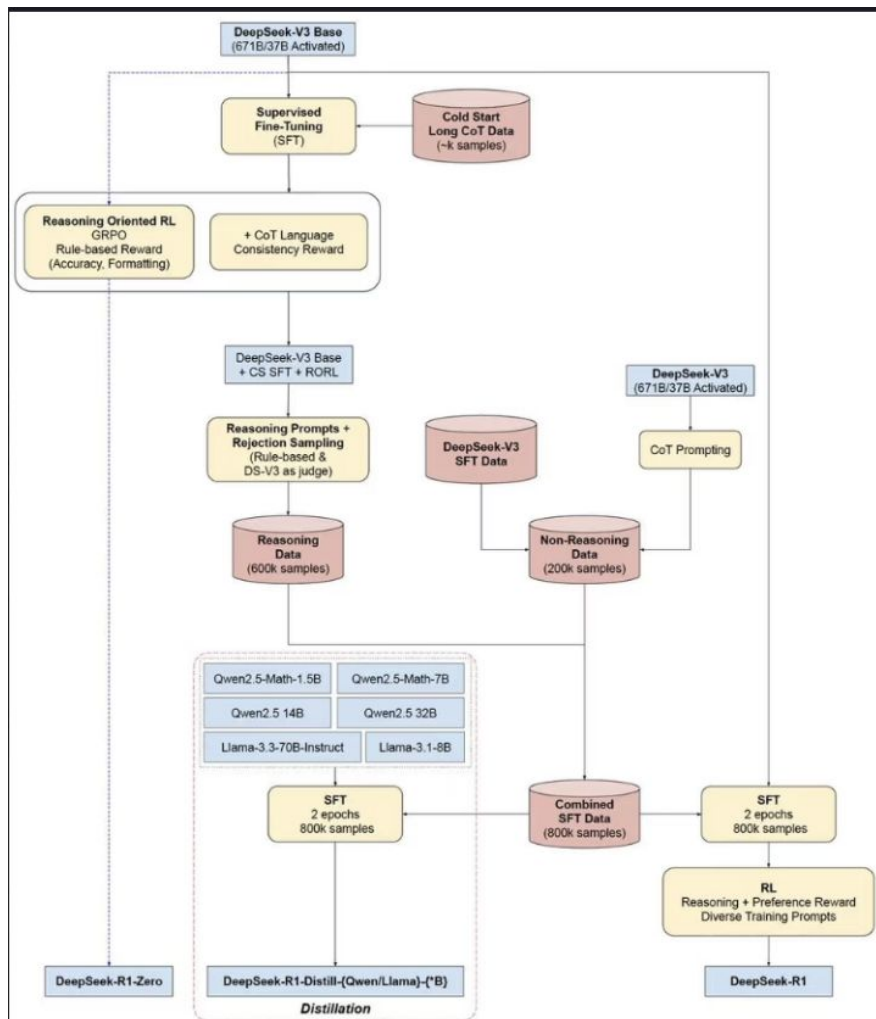 DeepSeek-V3 Base
(671B/37B Activated)
Supervised
Fine-Tuning
(SFT)
Cold Start
Long CoT Data
(~k samples)
Reasoning Oriented RL
GRPO
Rule-based Reward
(Accuracy, Formatting)
+ CoT Language
Consistency Reward
DeepSeek-V3 Base
+ CS SFT + RORL
DeepSeek-V3
(671B/37B Activated)
Reasoning Prompts +
Rejection Sampling
(Rule-based &
DS-V3 as judge)
DeepSeek-V3
SFT Data
CoT Prompting
Reasoning
Data
(600k samples)
Non-Reasoning
Data
(200k samples)
Qwen2.5-Math-1.5B
Qwen2.5-Math-7B
Qwen2.5 14B
Qwen2.5 32B
Llama-3.3-70B-Instruct
Llama-3.1-8B
SFT
2 epochs
800k samples
Combined
SFT Data
(800k samples)
SFT
2 epochs
800k samples
RL
Reasoning + Preference Reward
Diverse Training Prompts
DeepSeek-R1-Zero
DeepSeek-R1-Distill-{Qwen/Llama}-{*B}
DeepSeek-R1
Distillation